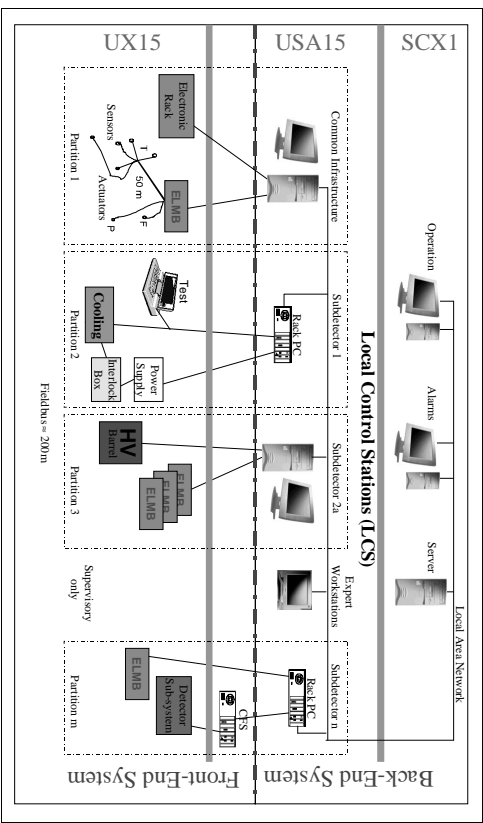 SCX1
Operation
Alarms
Server
Local Area Network
Back-End System
USA15
Local Control Stations (LCS)
Common Infrastructure
Subdetector 1
Rack PC
Subdetector 2a
Expert
Workstations
Subdetector n
Rack PC
UX15
Front-End System
Electronic
Rack
Sensors
T
50 m
Actuators
F
P
ELMB
Partition 1
Test
Cooling
Interlock
Box
Power
Supply
Partition 2
HV
Barrel
ELMB
ELMB
ELMB
Partition 3
Supervisory
only
CFS
ELMB
Detector
Sub-system
Partition m
Fieldbus ≈ 200m